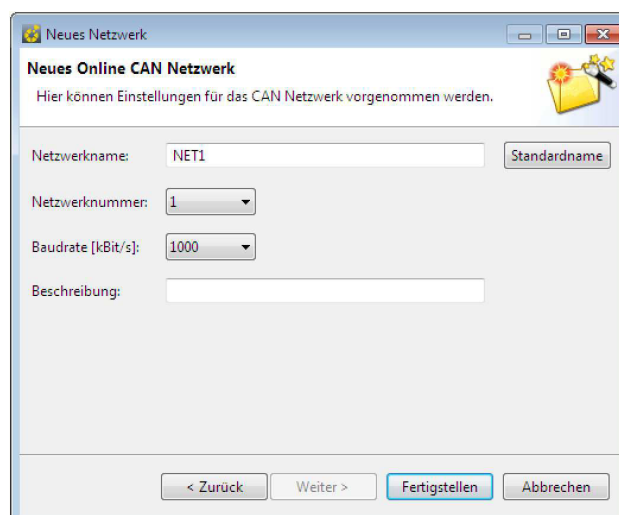 Neues Netzwerk
Neues Online CAN Netzwerk
Hier können Einstellungen für das CAN Netzwerk vorgenommen werden.
Netzwerkname: NET1 Standardname
Netzwerknummer: 1
Baudrate [kBit/s]: 1000
Beschreibung:
< Zurück Weiter > Fertigstellen Abbrechen